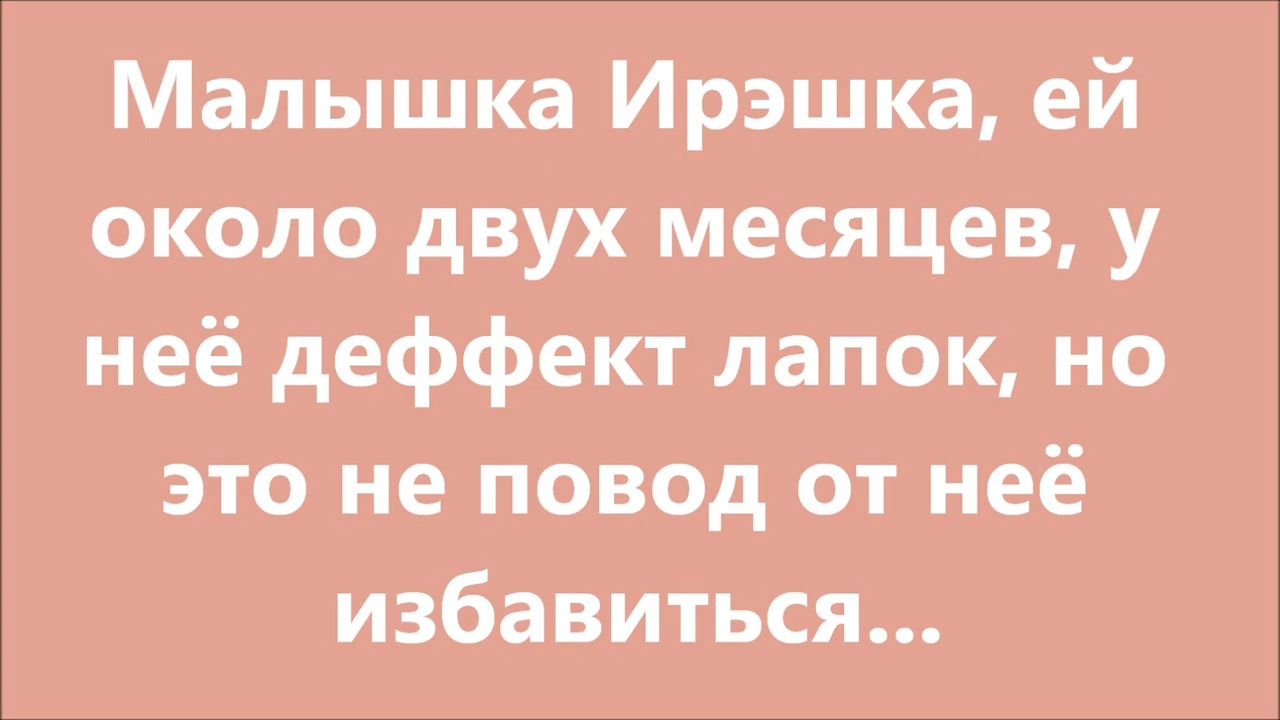 Малышка Ирэшка, ей
около двух месяцев, у
неё деффект лапок, но
это не повод от неё
избавиться...